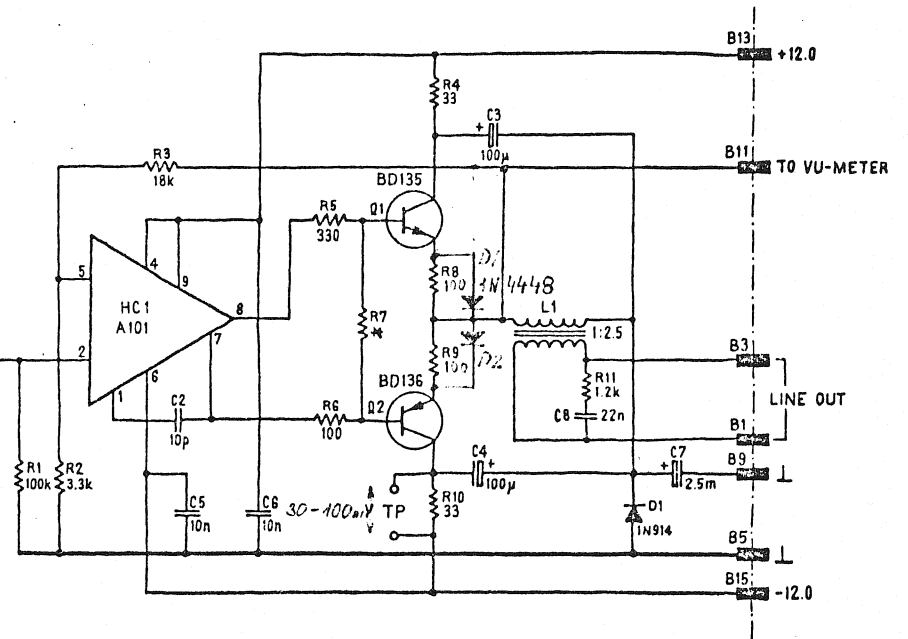 B13
+12.0
R4
33
C3
+
100µ
B11
TO VU-METER
R3
18k
BD135
R5
330
Q1
4
9
5
HC1
A101
8
7
2
6
1
R8
100
D1
1N4448
L1
1:2.5
R7
*
R9
100
D2
B3
R11
1.2k
LINE OUT
C8
22n
B1
BD136
R6
100
Q2
C2
10p
C4
+
100µ
+
C7
2.5m
B9
R1
100k
R2
3.3k
C5
10n
C6
10n
30-100mV
TP
R10
33
D1
1N914
B5
B15
-12.0